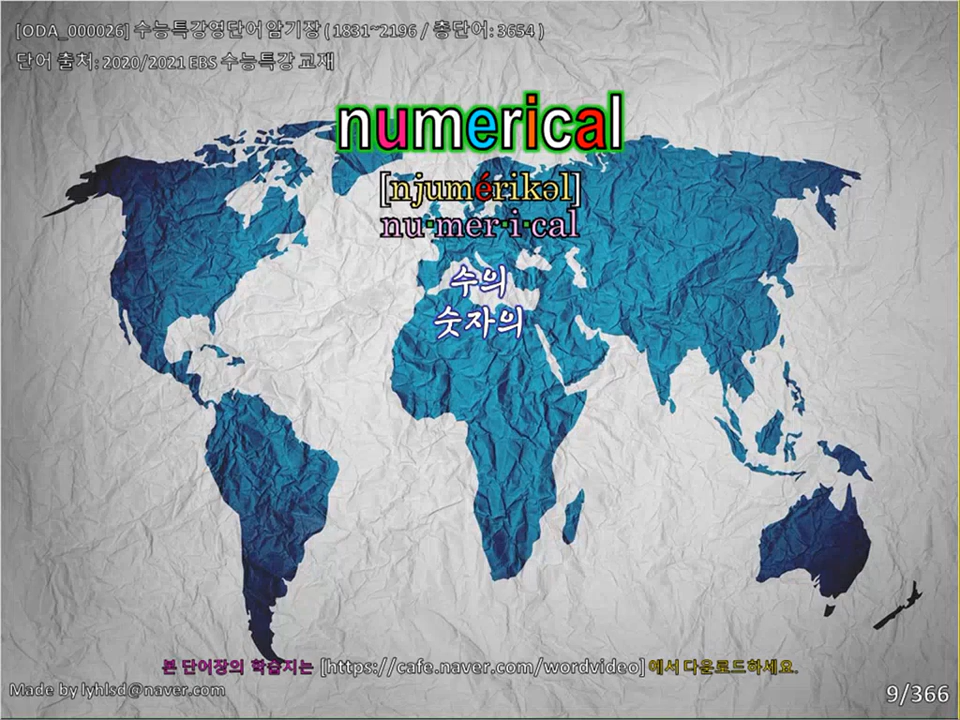 [ODA_000026] 수능특강영단어 암기장 ( 1831~2196 / 총단어: 3654 )
단어 출처: 2020/2021 EBS 수능특강 교재
numerical
[njumérikəl]
nu·mer·i·cal
수의
숫자의
본 단어장의 학습지는 [https://cafe.naver.com/wordvideo] 에서 다운로드하세요.
Made by lyhlsd@naver.com
9/366